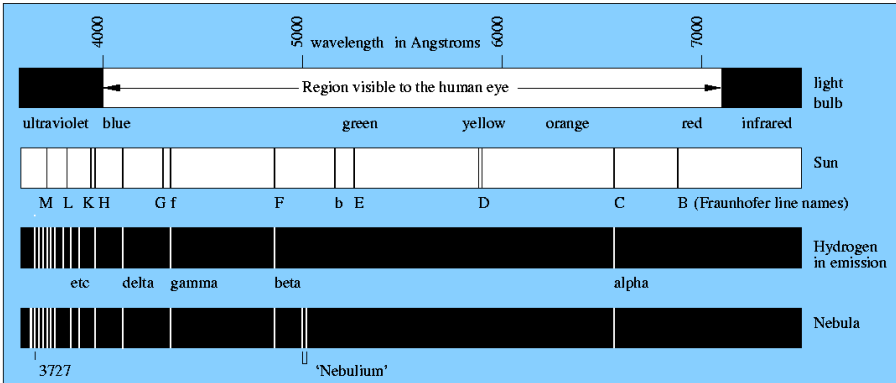 4000 5000 wavelength in Angstroms 6000 7000
Region visible to the human eye
light
bulb
ultraviolet blue green yellow orange red infrared
Sun
M L K H G f F b E D C B (Fraunhofer line names)
Hydrogen
in emission
etc delta gamma beta alpha
Nebula
3727 ‘Nebulium’